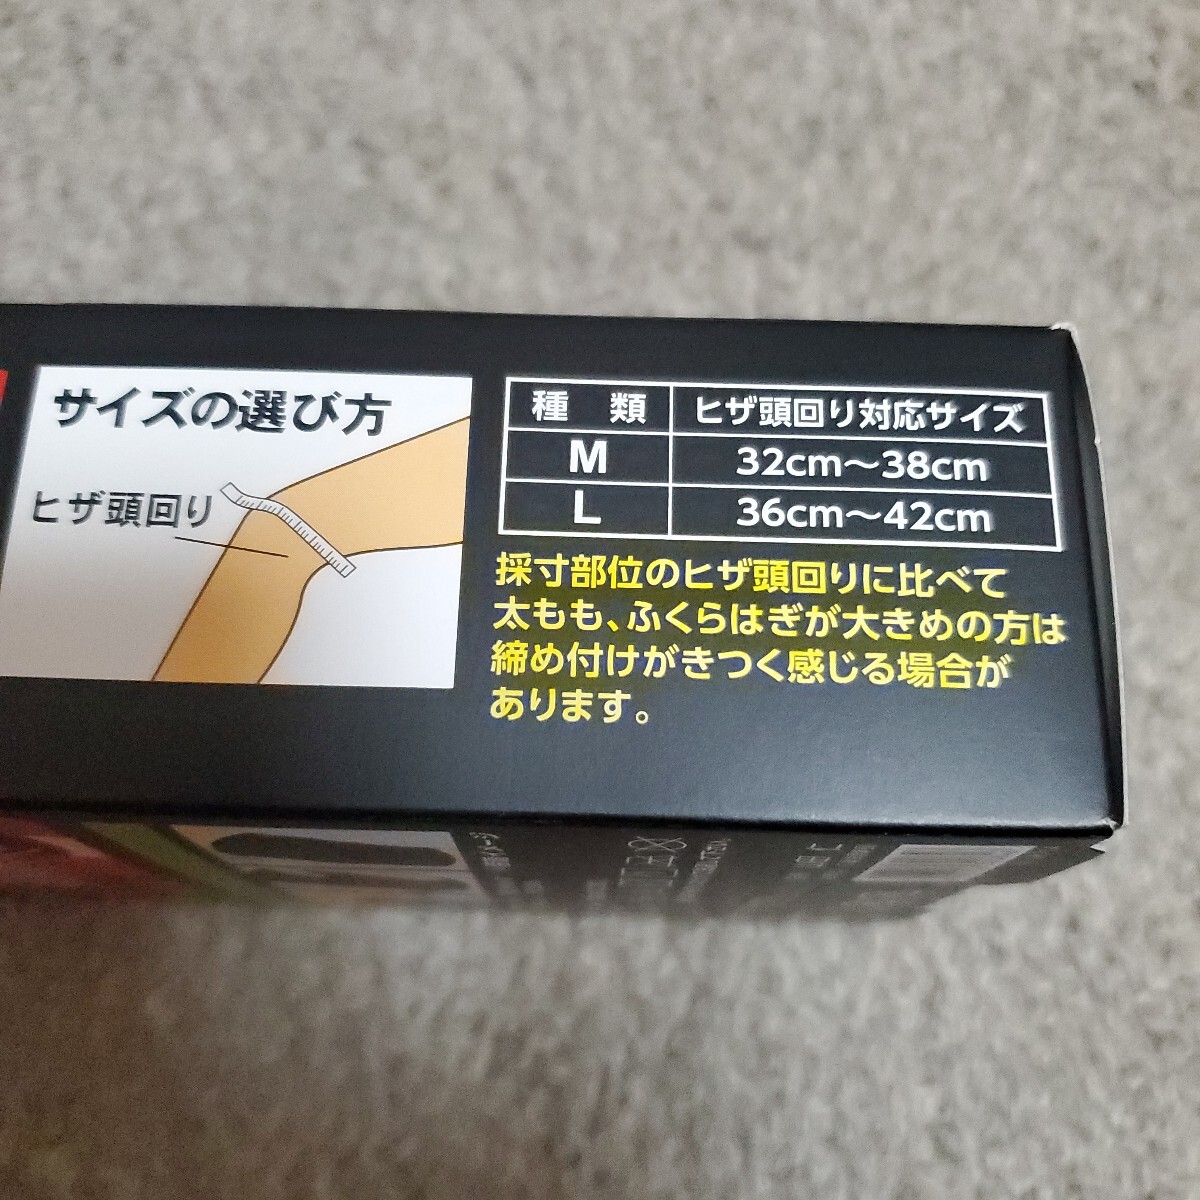 サイズの選び方
ヒザ頭回り
種類 ヒザ頭回り対応サイズ
M 32cm〜38cm
L 36cm〜42cm
採寸部位のヒザ頭回りに比べて
太もも、ふくらはぎが大きめの方は
締め付けがきつく感じる場合が
あります。